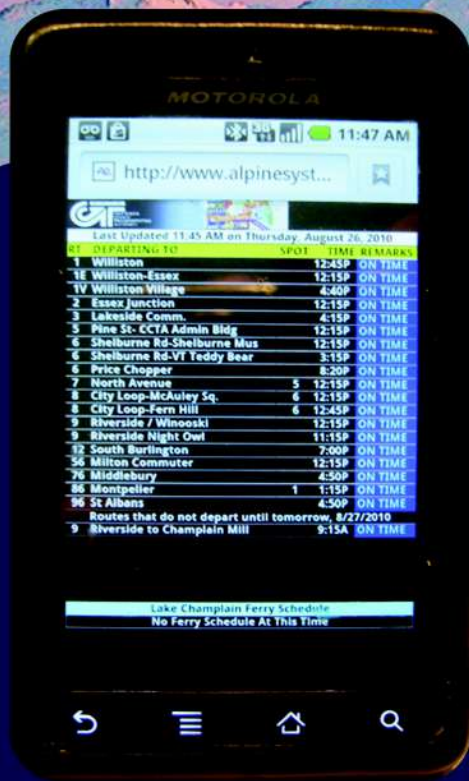 MOTOROLA
11:47 AM
http://www.alpinesyst...
Last Updated 11:45 AM on Thursday, August 26, 2010
RT DEPARTING TO SPOT TIME REMARKS
1 Williston 12:45P ON TIME
1E Williston-Essex 12:15P ON TIME
1V Williston Village 4:40P ON TIME
2 Essex Junction 12:15P ON TIME
3 Lakeside Comm. 4:15P ON TIME
5 Pine St- CCTA Admin Bldg 12:15P ON TIME
6 Shelburne Rd-Shelburne Mus 12:15P ON TIME
6 Shelburne Rd-VT Teddy Bear 3:15P ON TIME
6 Price Chopper 8:20P ON TIME
7 North Avenue 5 12:15P ON TIME
8 City Loop-McAuley Sq. 6 12:15P ON TIME
8 City Loop-Fern Hill 6 12:45P ON TIME
9 Riverside / Winooski 12:15P ON TIME
9 Riverside Night Owl 11:15P ON TIME
12 South Burlington 7:00P ON TIME
56 Milton Commuter 12:15P ON TIME
76 Middlebury 4:50P ON TIME
86 Montpelier 1 1:15P ON TIME
96 St Albans 4:50P ON TIME
Routes that do not depart until tomorrow, 8/27/2010
9 Riverside to Champlain Mill 9:15A ON TIME
Lake Champlain Ferry Schedule
No Ferry Schedule At This Time